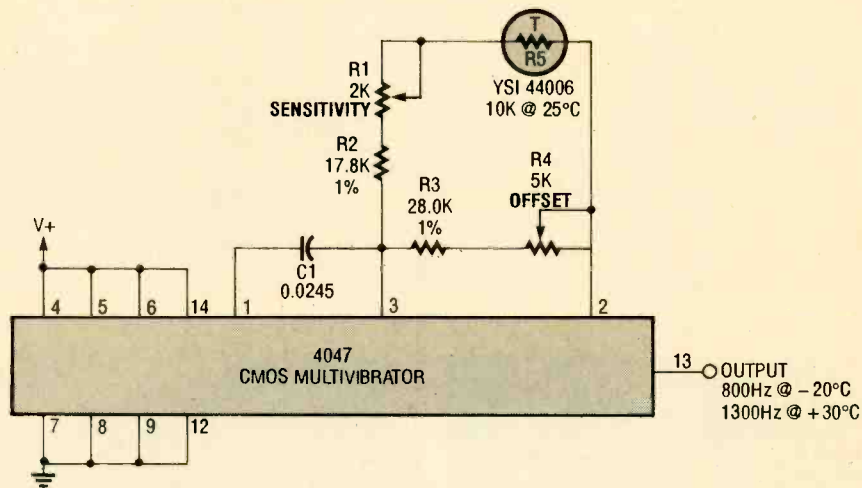 T
R5
YSI 44006
10K @ 25°C
R1
2K
SENSITIVITY
R2
17.8K
1%
R3
28.0K
1%
R4
5K
OFFSET
V+
C1
0.0245
4 5 6 14 1 3 2
4047
CMOS MULTIVIBRATOR
13
OUTPUT
800Hz @ – 20°C
1300Hz @ + 30°C
7 8 9 12